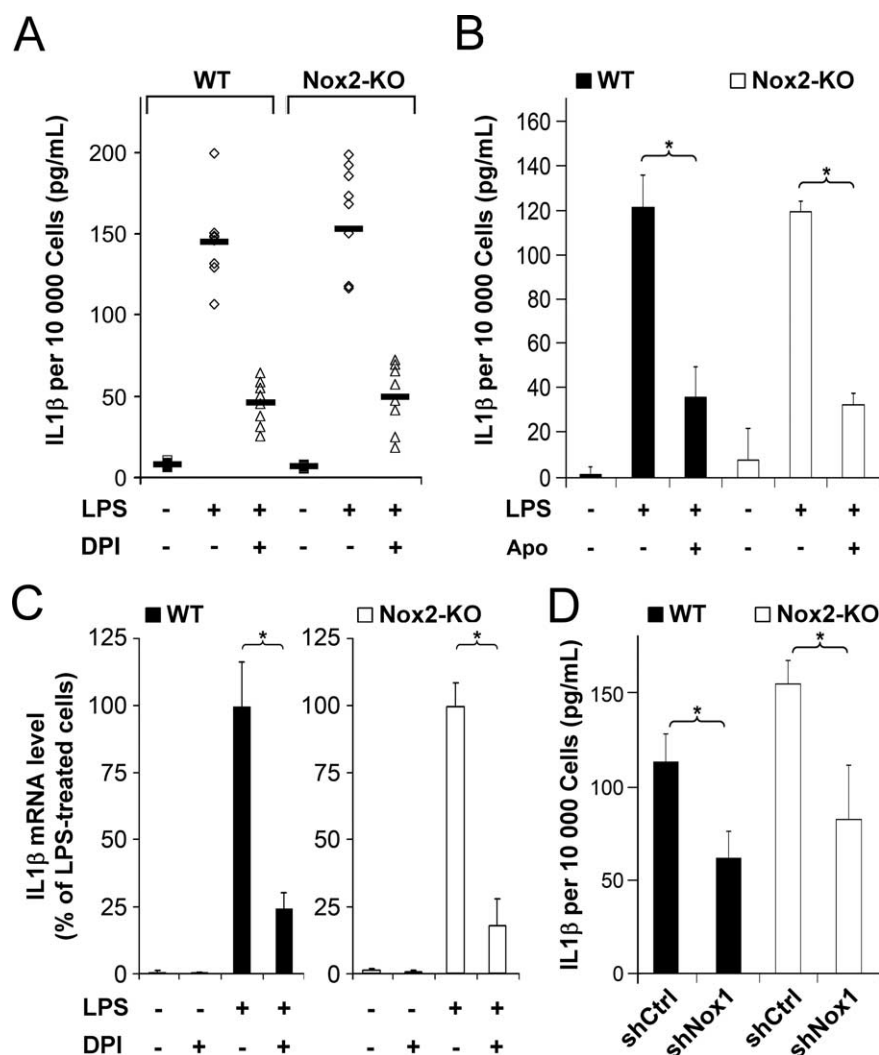 A
WT Nox2-KO
IL1β per 10 000 Cells (pg/mL)
200
150
100
50
0
LPS - + + - + +
DPI - - + - - +
B
WT Nox2-KO
IL1β per 10 000 Cells (pg/mL)
160
140
120
100
80
60
40
20
0
* *
LPS - + + - + +
Apo - - + - - +
C
WT Nox2-KO
IL1β mRNA level
(% of LPS-treated cells)
125 125
100 100
75 75
50 50
25 25
0 0
* *
LPS - - + + - - + +
DPI - + - + - + - +
D
WT Nox2-KO
IL1β per 10 000 Cells (pg/mL)
150
100
50
0
* *
shCtrl shNox1 shCtrl shNox1